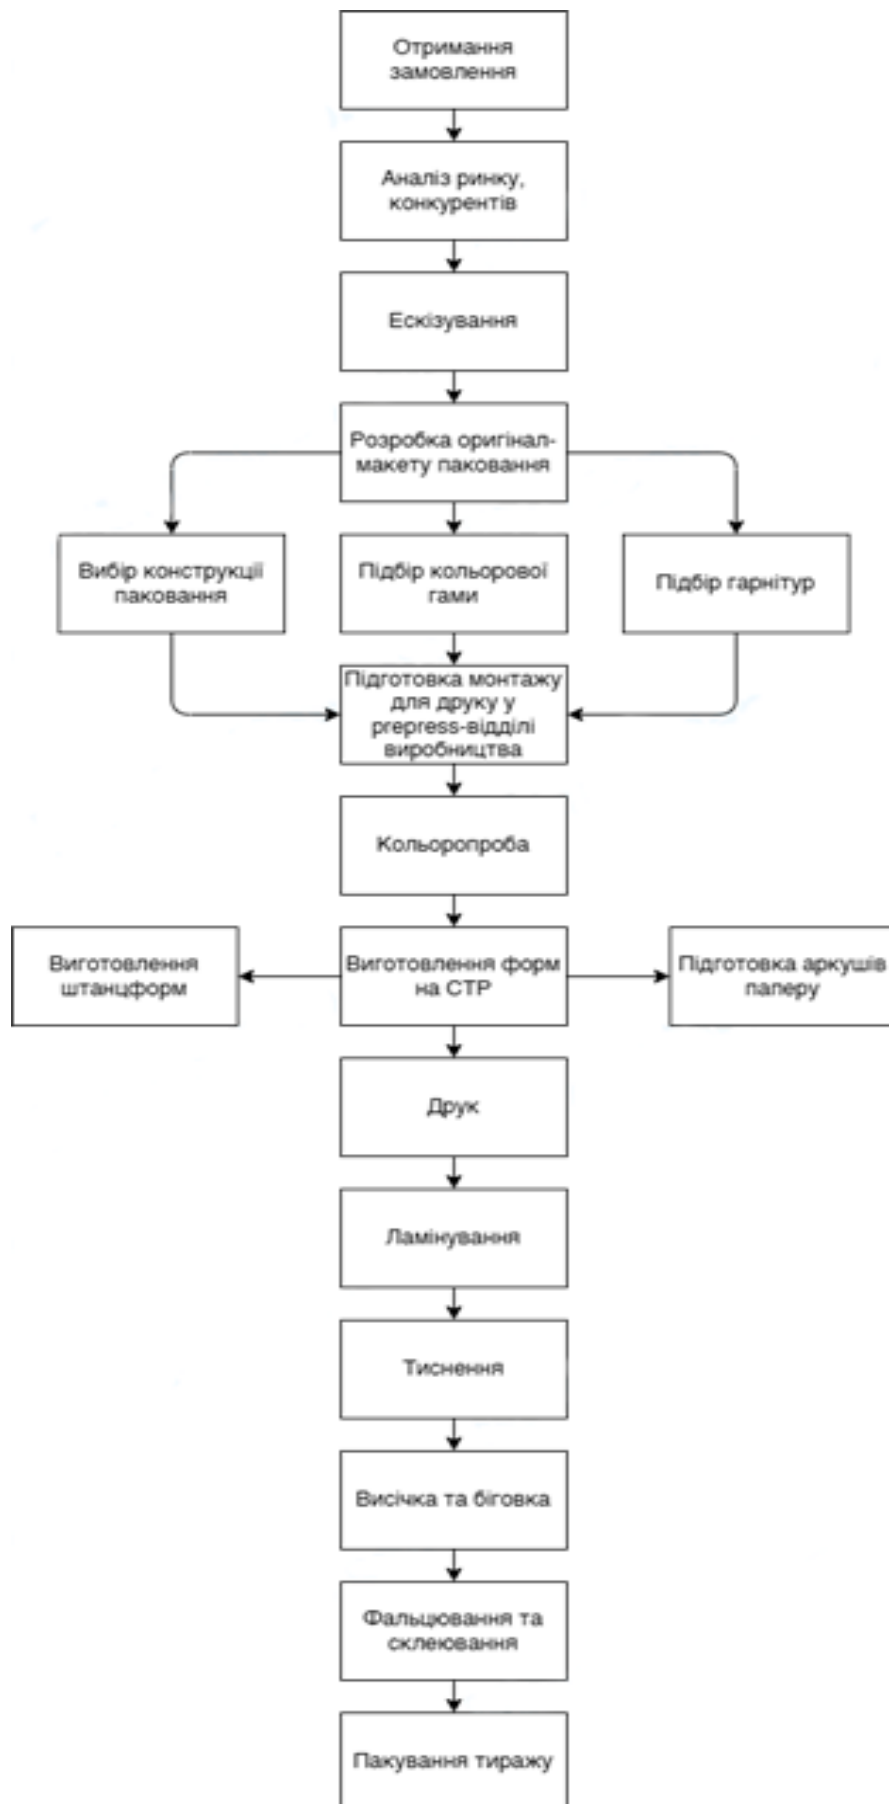 Отримання
замовлення
Аналіз ринку,
конкурентів
Ескізування
Розробка оригінал-
макету паковання
Вибір конструкції
паковання
Підбір кольорової
гами
Підбір гарнітур
Підготовка монтажу
для друку у
prepress-відділі
виробництва
Кольоропроба
Виготовлення
штанцформ
Виготовлення форм
на СТР
Підготовка аркушів
паперу
Друк
Ламінування
Тиснення
Висічка та біговка
Фальцювання та
склеювання
Пакування тиражу